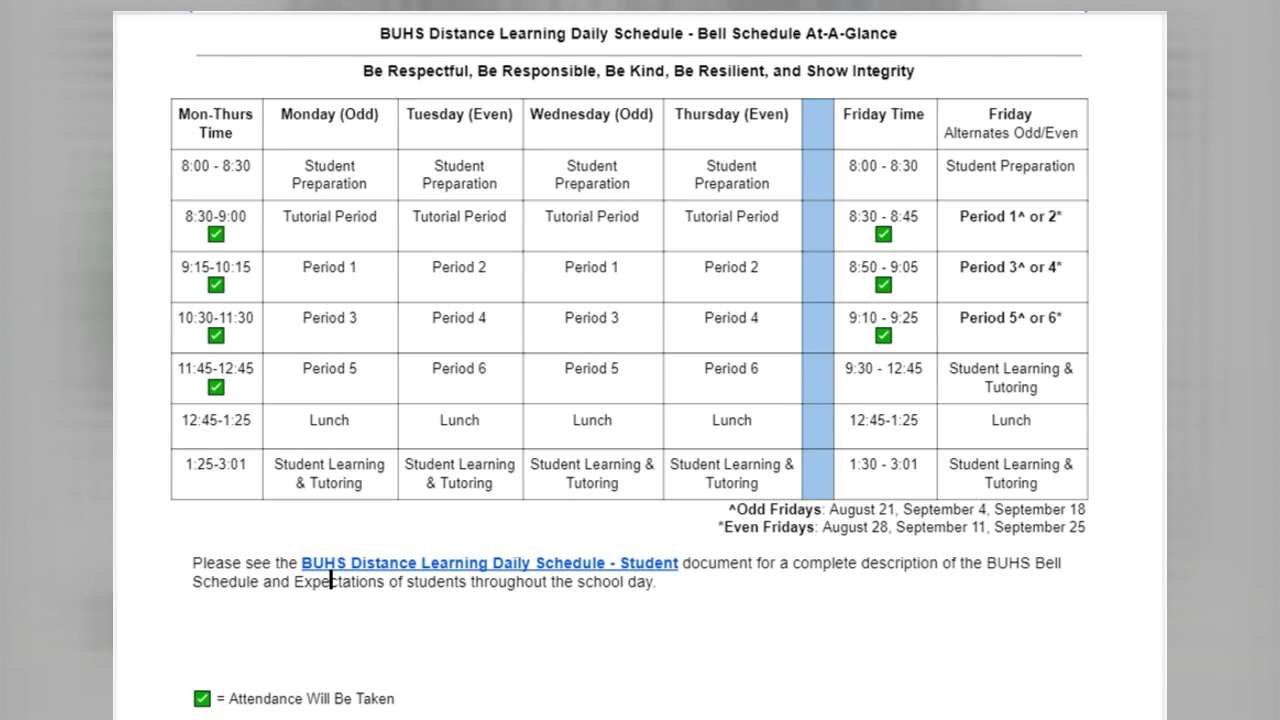 BUHS Distance Learning Daily Schedule - Bell Schedule At-A-Glance
Be Respectful, Be Responsible, Be Kind, Be Resilient, and Show Integrity
Mon-Thurs Time Monday (Odd) Tuesday (Even) Wednesday (Odd) Thursday (Even) Friday Time Friday Alternates Odd/Even
8:00 - 8:30 Student Preparation Student Preparation Student Preparation Student Preparation 8:00 - 8:30 Student Preparation
8:30-9:00 ✅ Tutorial Period Tutorial Period Tutorial Period Tutorial Period 8:30 - 8:45 ✅ Period 1^ or 2*
9:15-10:15 ✅ Period 1 Period 2 Period 1 Period 2 8:50 - 9:05 ✅ Period 3^ or 4*
10:30-11:30 ✅ Period 3 Period 4 Period 3 Period 4 9:10 - 9:25 ✅ Period 5^ or 6*
11:45-12:45 ✅ Period 5 Period 6 Period 5 Period 6 9:30 - 12:45 Student Learning & Tutoring
12:45-1:25 Lunch Lunch Lunch Lunch 12:45-1:25 Lunch
1:25-3:01 Student Learning & Tutoring Student Learning & Tutoring Student Learning & Tutoring Student Learning & Tutoring 1:30 - 3:01 Student Learning & Tutoring
^Odd Fridays: August 21, September 4, September 18
*Even Fridays: August 28, September 11, September 25
Please see the BUHS Distance Learning Daily Schedule - Student document for a complete description of the BUHS Bell
Schedule and Expectations of students throughout the school day.
✅ = Attendance Will Be Taken